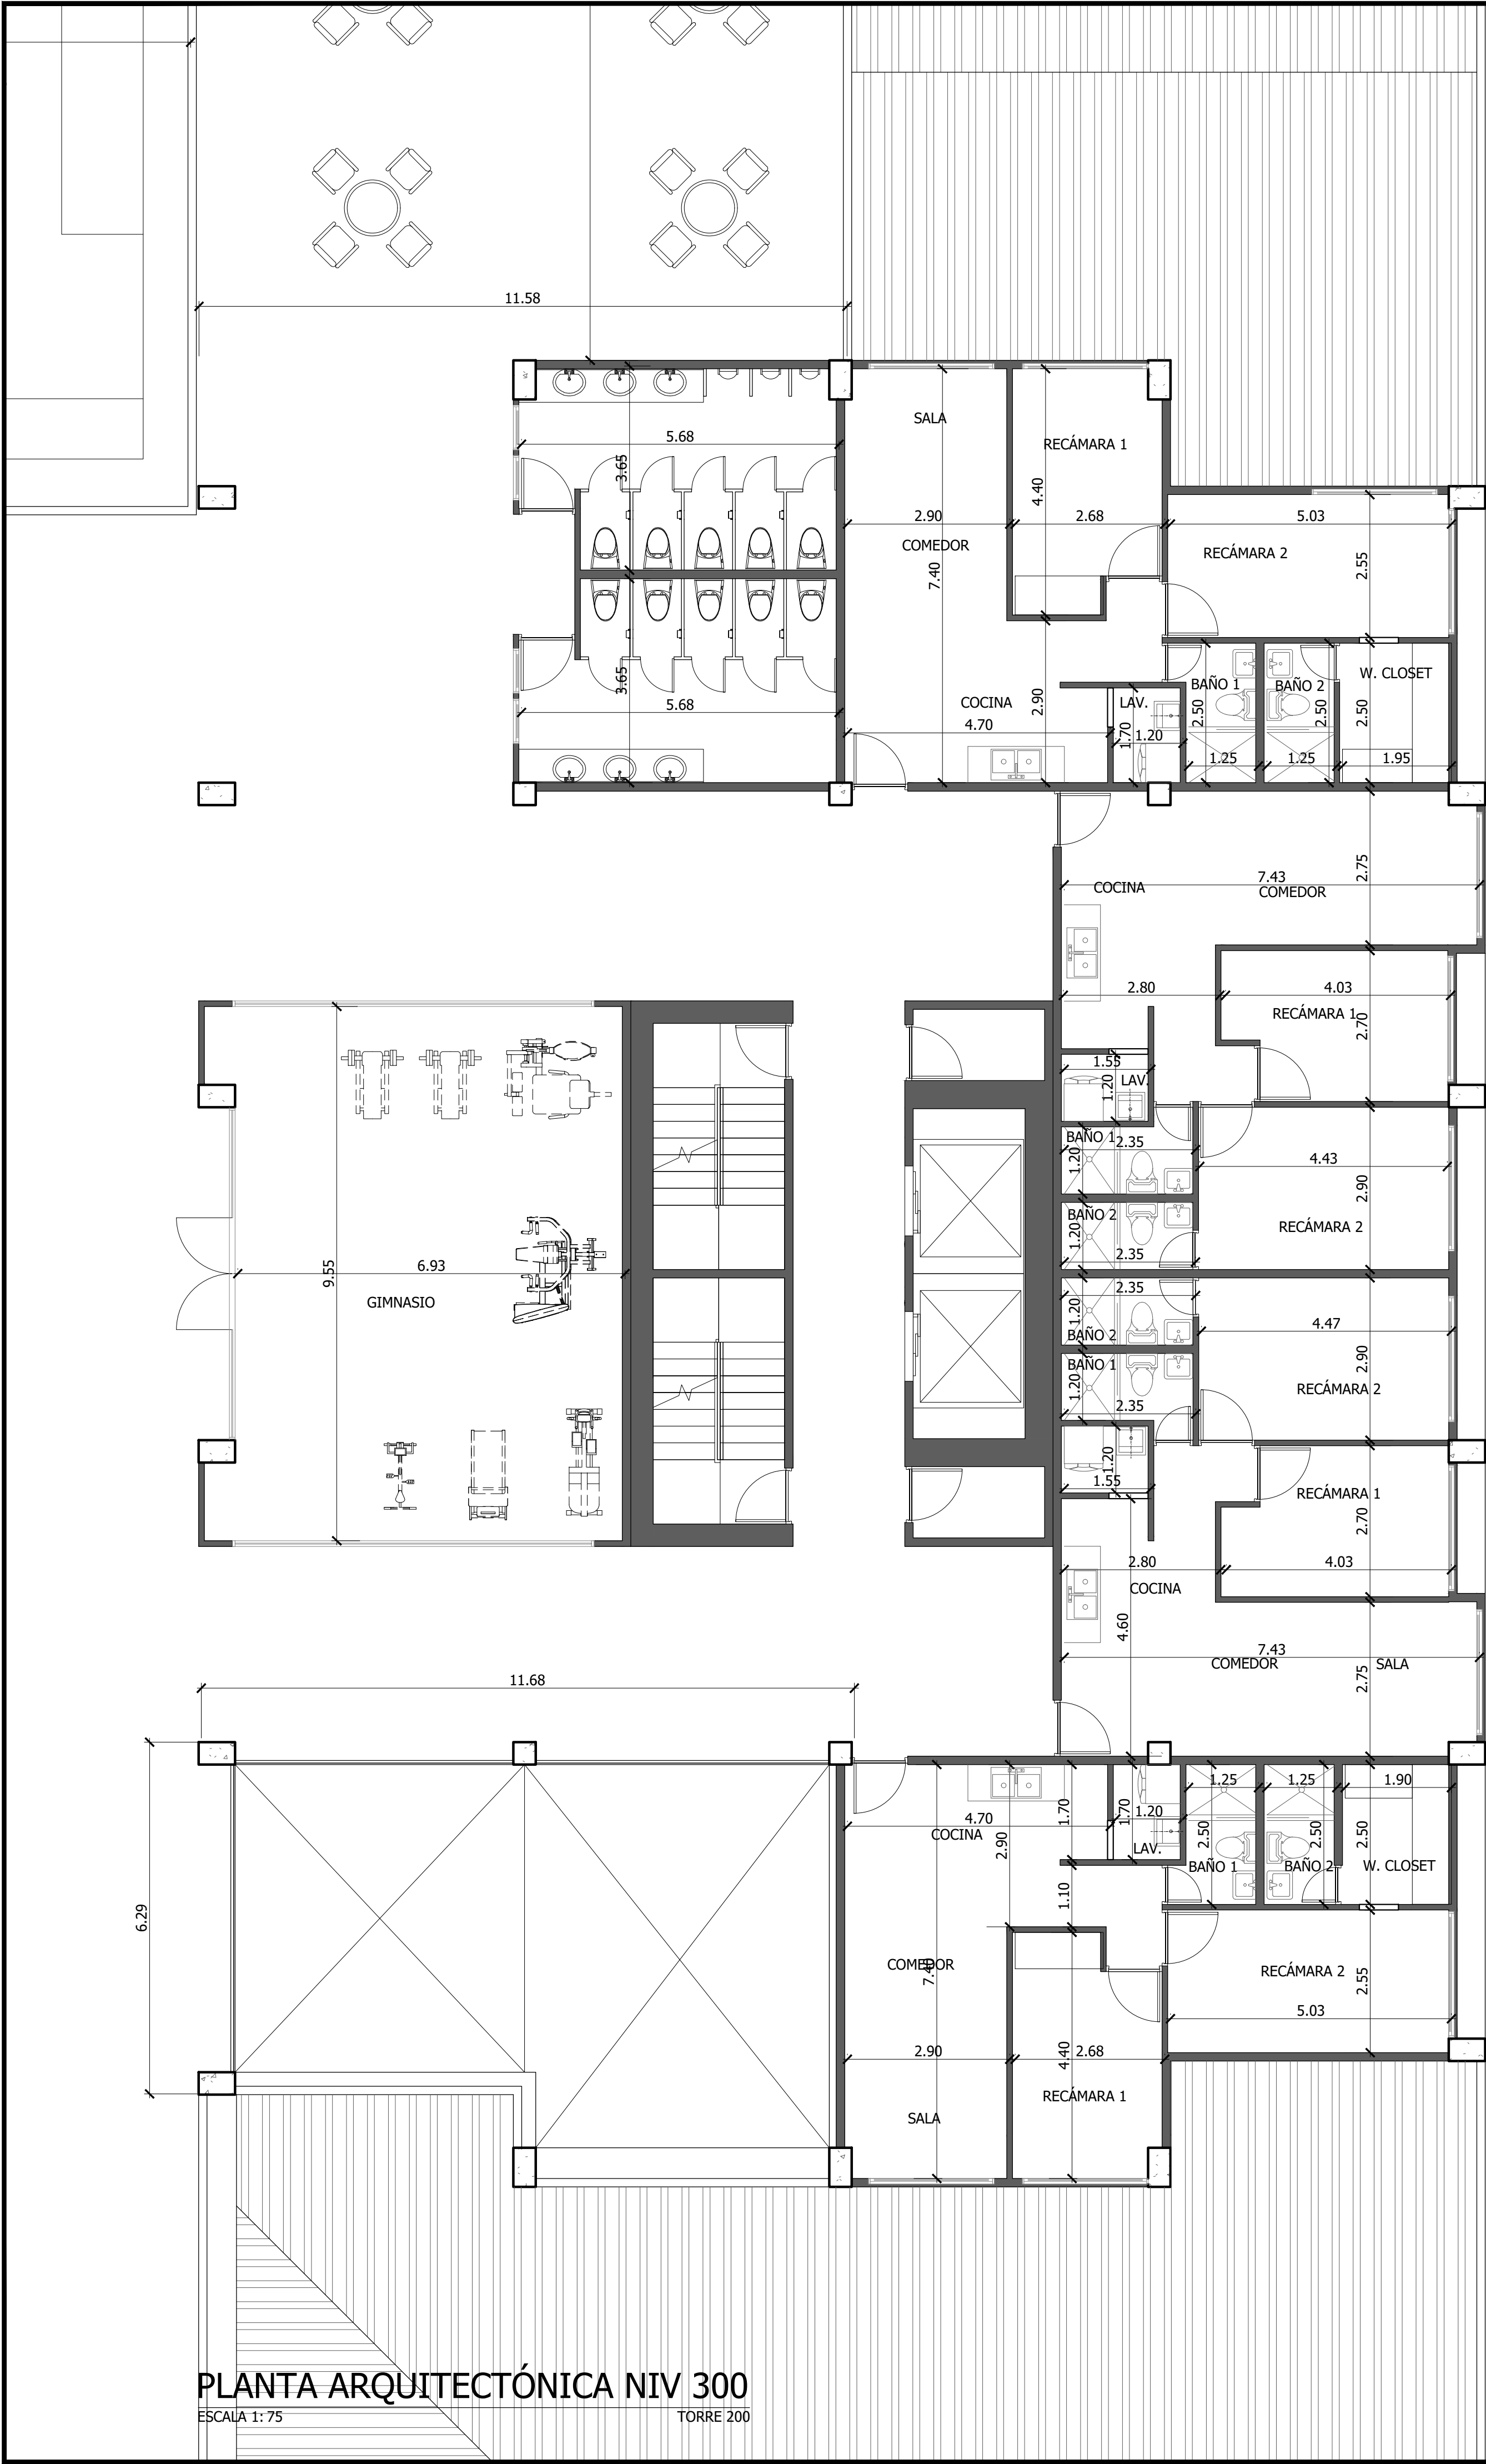 11.58
5.68
3.65
SALA
RECÁMARA 1
4.40
2.90
2.68
5.03
COMEDOR
RECÁMARA 2
7.40
2.55
3.65
5.68
COCINA
4.70
2.90
LAV.
1.70
1.20
BAÑO 1
2.50
1.25
BAÑO 2
2.50
1.25
W. CLOSET
2.50
1.95
2.75
7.43
COCINA
COMEDOR
2.80
4.03
RECÁMARA 1
2.70
1.55
1.20
LAV.
BAÑO 1
2.35
1.20
4.43
2.90
BAÑO 2
1.20
2.35
RECÁMARA 2
9.55
6.93
GIMNASIO
2.35
1.20
BAÑO 2
4.47
2.90
BAÑO 1
1.20
2.35
RECÁMARA 2
1.20
1.55
RECÁMARA 1
2.70
2.80
4.03
COCINA
4.60
7.43
COMEDOR
SALA
2.75
11.68
6.29
4.70
COCINA
2.90
1.70
1.70
1.20
LAV.
1.25
2.50
BAÑO 1
1.25
2.50
BAÑO 2
1.90
2.50
W. CLOSET
1.10
COMEDOR
7.40
RECÁMARA 2
2.55
5.03
2.90
4.40
2.68
RECÁMARA 1
SALA
PLANTA ARQUITECTÓNICA NIV 300
ESCALA 1: 75
TORRE 200